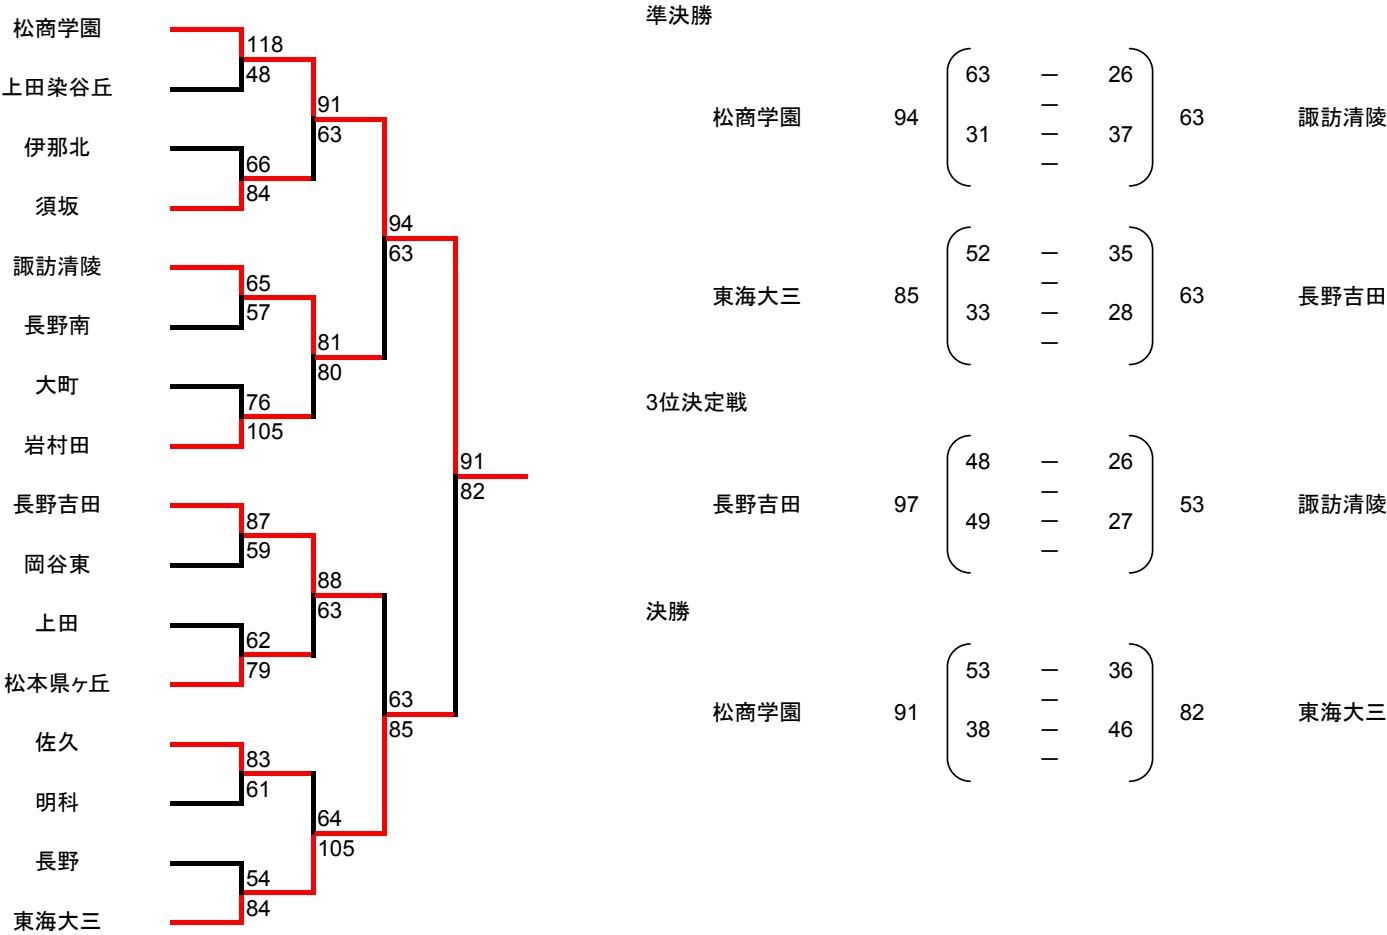 松商学園
118
48
上田染谷丘
91
63
伊那北
66
84
須坂
94
63
諏訪清陵
65
57
長野南
81
80
大町
76
105
岩村田
91
82
長野吉田
87
59
岡谷東
88
63
上田
62
79
松本県ヶ丘
63
85
佐久
83
61
明科
64
105
長野
54
84
東海大三
準決勝
63 — 26
—
松商学園 94 63 諏訪清陵
31 — 37
—
52 — 35
—
東海大三 85 63 長野吉田
33 — 28
—
3位決定戦
48 — 26
—
長野吉田 97 53 諏訪清陵
49 — 27
—
決勝
53 — 36
—
松商学園 91 82 東海大三
38 — 46
—